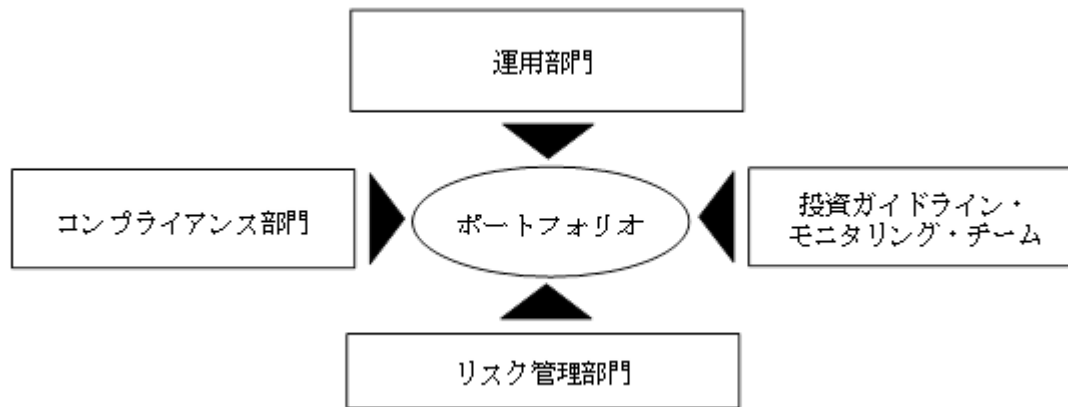 運用部門
コンプライアンス部門
ポートフォリオ
投資ガイドライン・
モニタリング・チーム
リスク管理部門